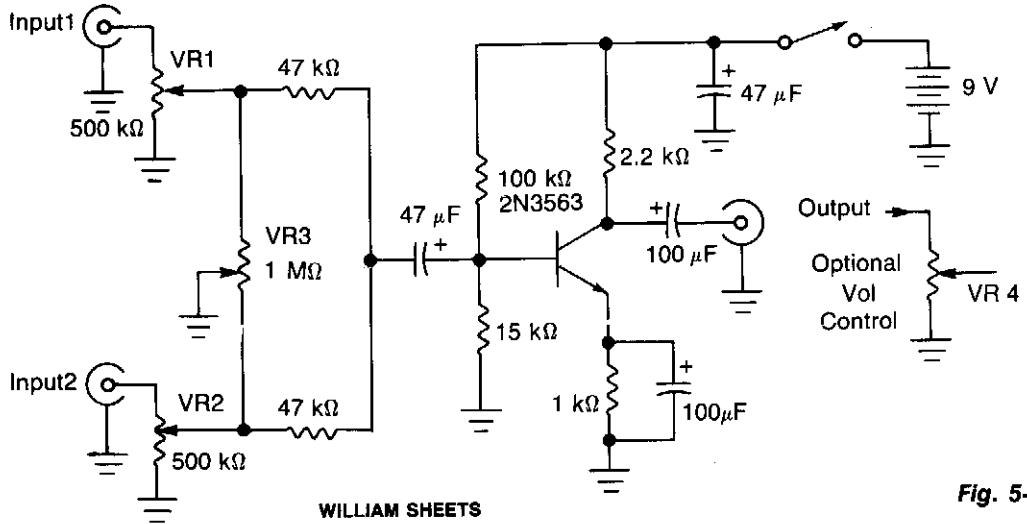 Input1
VR1
500 kΩ
47 kΩ
VR3
1 MΩ
Input2
VR2
500 kΩ
47 kΩ
47 μF
+
100 kΩ
2N3563
15 kΩ
2.2 kΩ
+
47 μF
9 V
+
100 μF
1 kΩ
+
100μF
Output
Optional
Vol
Control
VR 4
WILLIAM SHEETS
Fig. 5-